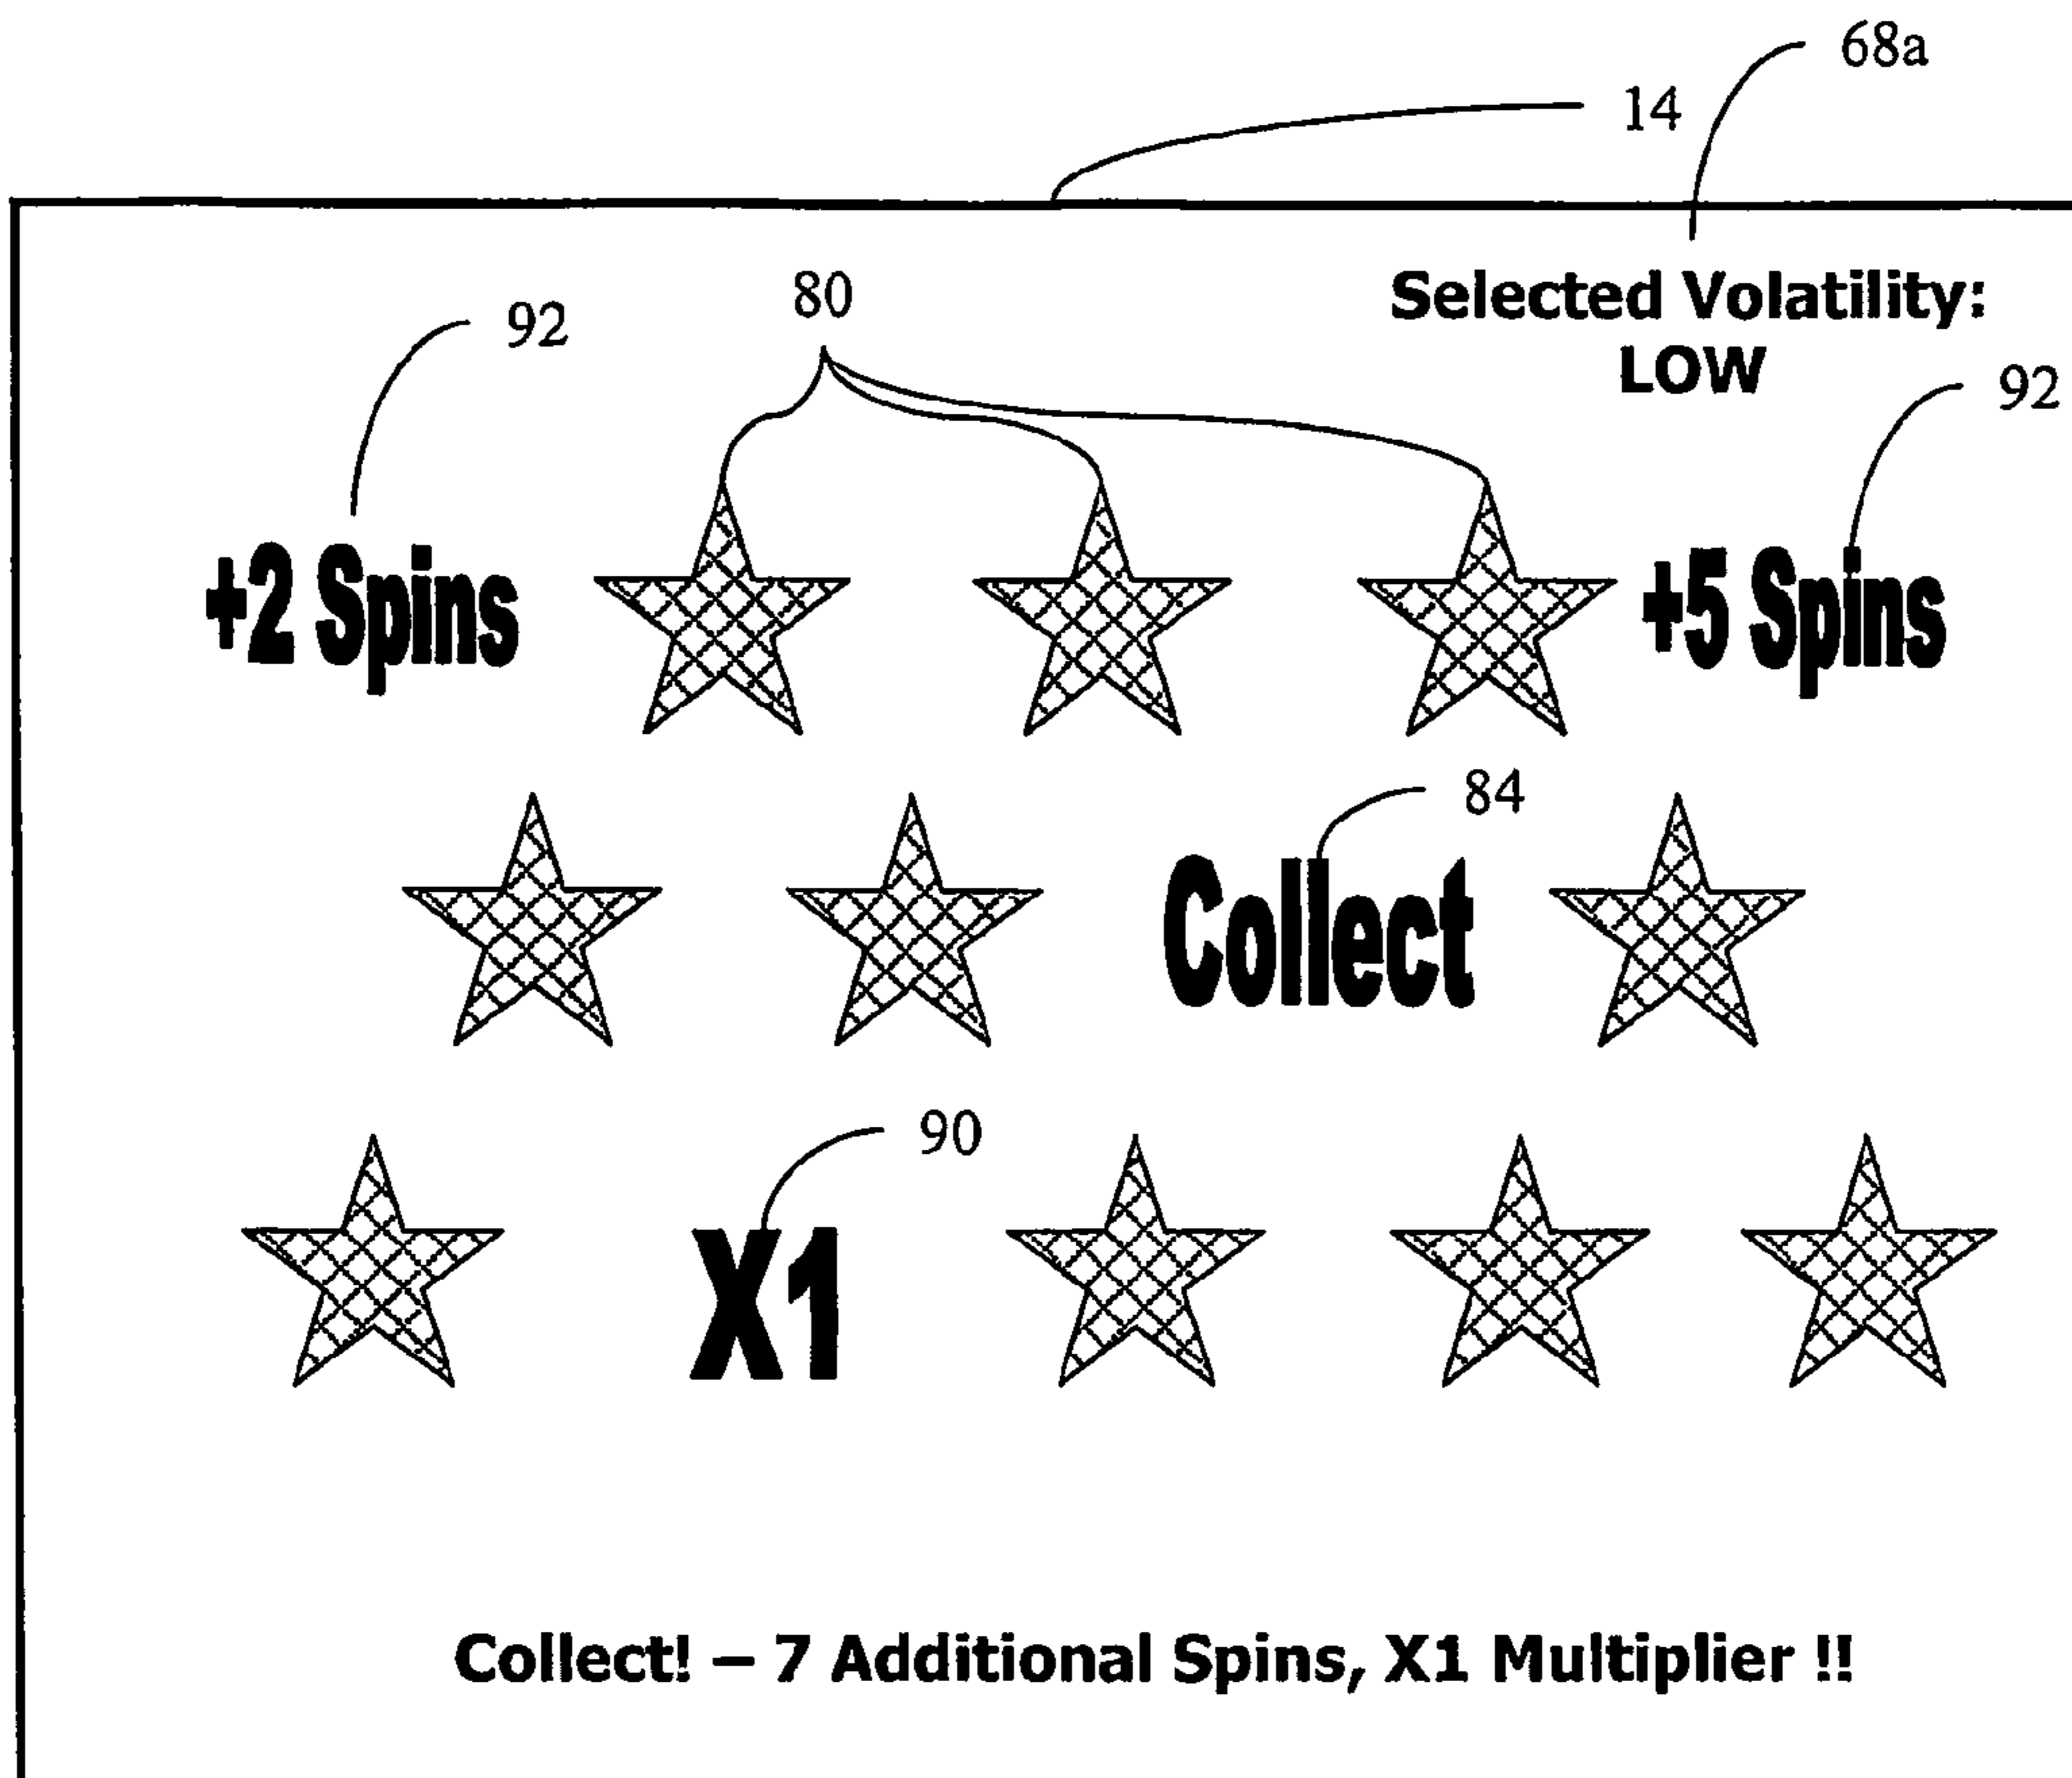 68a
14
80
Selected Volatility:
LOW
92
92
+2 Spins
+5 Spins
84
Collect
90
X1
Collect! – 7 Additional Spins, X1 Multiplier !!